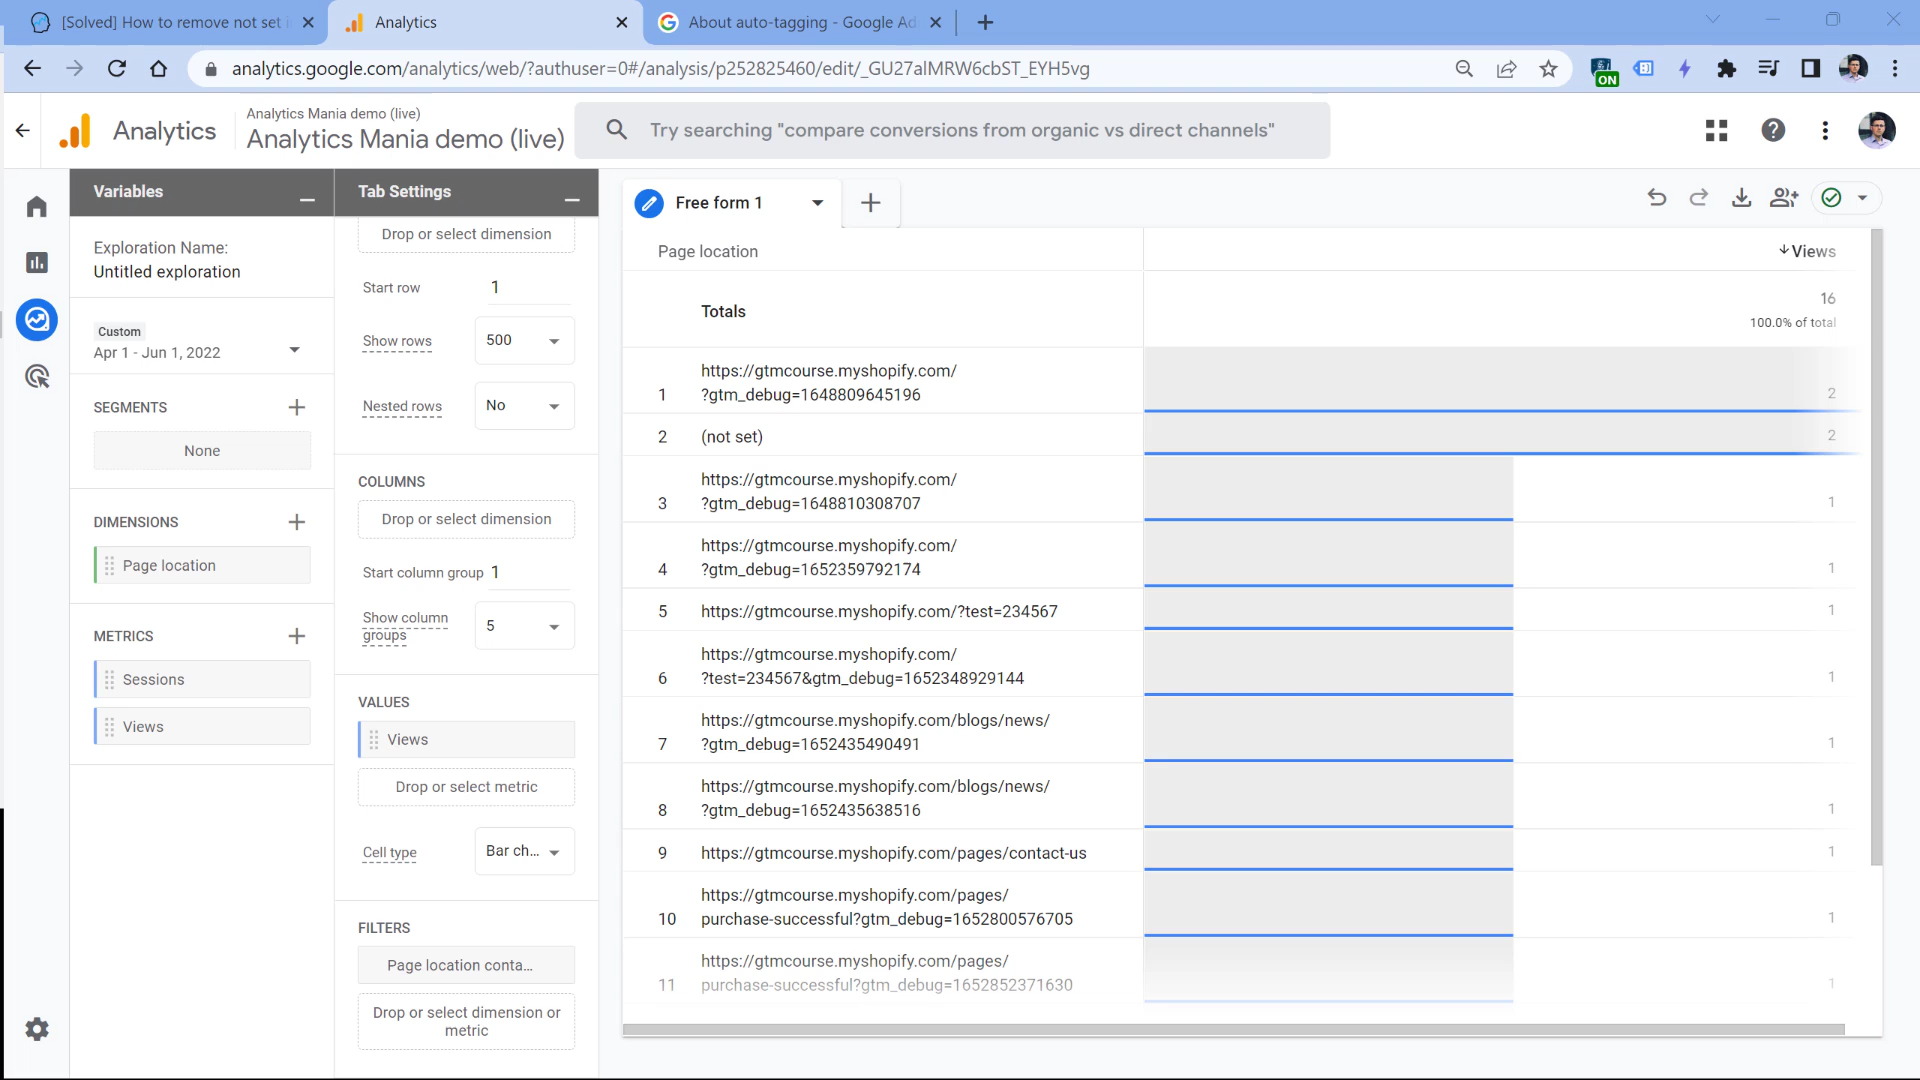 [Solved] How to remove not set i
Analytics
About auto-tagging - Google Ad
analytics.google.com/analytics/web/?authuser=0#/analysis/p252825460/edit/_GU27alMRW6cbST_EYH5vg
ON
Analytics
Analytics Mania demo (live)
Analytics Mania demo (live)
Try searching "compare conversions from organic vs direct channels"
Variables
Exploration Name:
Untitled exploration
Custom
Apr 1 - Jun 1, 2022
SEGMENTS
None
DIMENSIONS
Page location
METRICS
Sessions
Views
Tab Settings
Drop or select dimension
Start row 1
Show rows 500
Nested rows No
COLUMNS
Drop or select dimension
Start column group 1
Show column
groups
5
VALUES
Views
Drop or select metric
Cell type Bar ch...
FILTERS
Page location conta...
Drop or select dimension or
metric
Free form 1
Page location
Views
Totals
16
100.0% of total
https://gtmcourse.myshopify.com/
1 ?gtm_debug=1648809645196 2
2 (not set) 2
https://gtmcourse.myshopify.com/
3 ?gtm_debug=1648810308707 1
https://gtmcourse.myshopify.com/
4 ?gtm_debug=1652359792174 1
5 https://gtmcourse.myshopify.com/?test=234567 1
https://gtmcourse.myshopify.com/
6 ?test=234567&gtm_debug=1652348929144 1
https://gtmcourse.myshopify.com/blogs/news/
7 ?gtm_debug=1652435490491 1
https://gtmcourse.myshopify.com/blogs/news/
8 ?gtm_debug=1652435638516 1
9 https://gtmcourse.myshopify.com/pages/contact-us 1
https://gtmcourse.myshopify.com/pages/
10 purchase-successful?gtm_debug=1652800576705 1
https://gtmcourse.myshopify.com/pages/
11 purchase-successful?gtm_debug=1652852371630 1